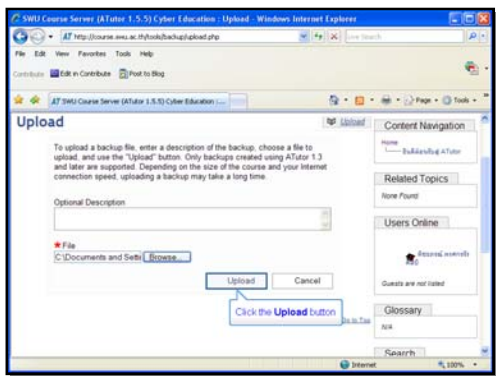 SWU Course Server (ATutor 1.5.5) Cyber Education : Upload - Windows Internet Explorer
http://course.swu.ac.th/tools/backup/upload.php
Live Search
File Edit View Favorites Tools Help
Contribute Edit in Contribute Post to Blog
SWU Course Server (ATutor 1.5.5) Cyber Education : ...
Page Tools
Upload
Upload
Content Navigation
Home
ATutor
To upload a backup file, enter a description of the backup, choose a file to
upload, and use the "Upload" button. Only backups created using ATutor 1.3
and later are supported. Depending on the size of the course and your Internet
connection speed, uploading a backup may take a long time.
Related Topics
None Found
Optional Description
Users Online
Guests are not listed
* File
C:\Documents and Setti Browse...
Upload Cancel
Click the Upload button
Go to Top
Glossary
N/A
Search
Internet
100%